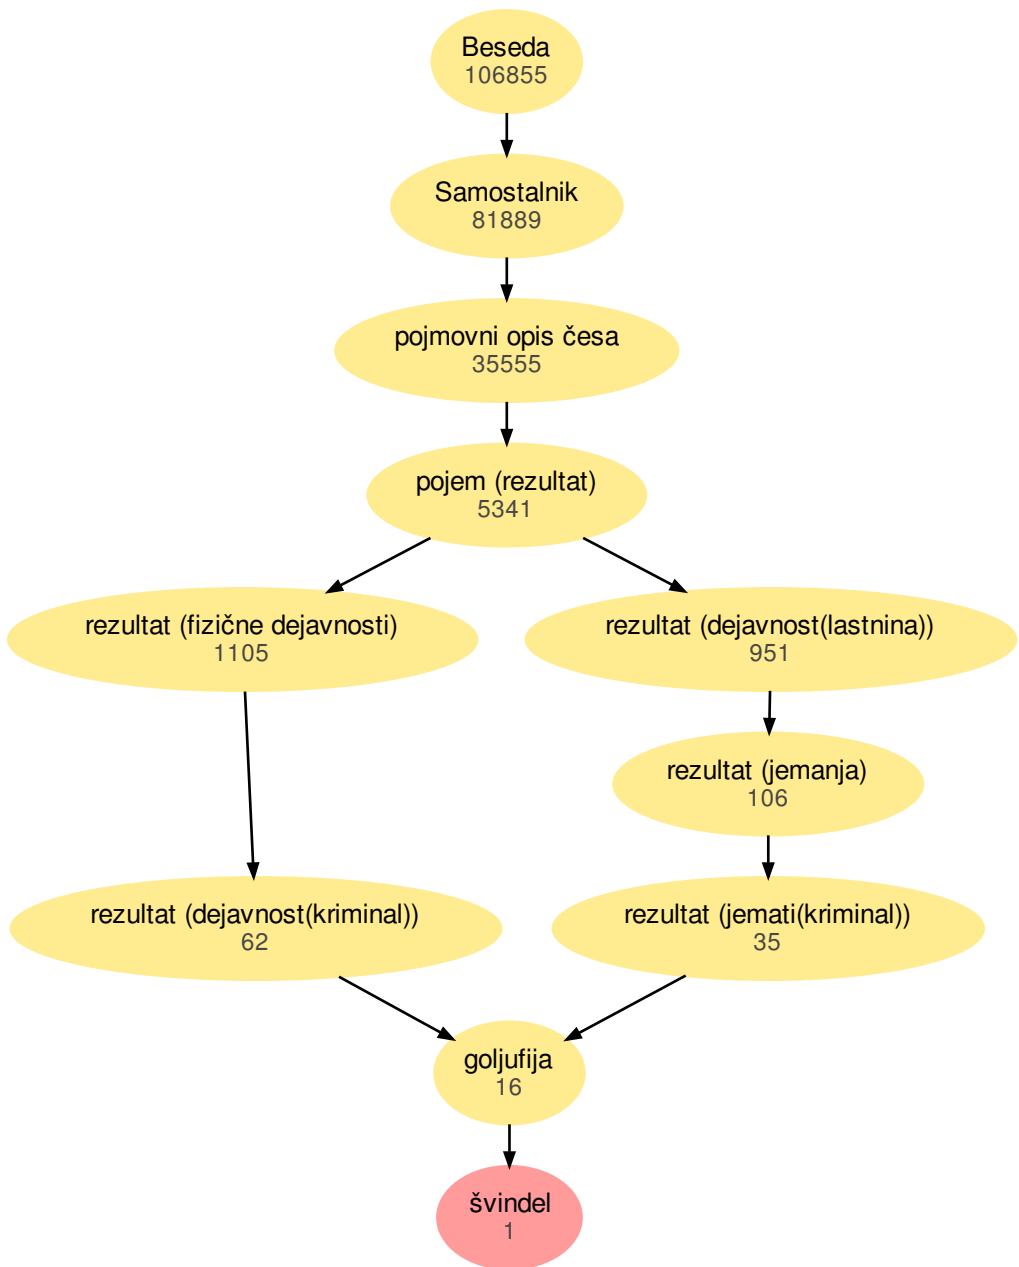 Beseda
106855
Samostalnik
81889
pojmovni opis česa
35555
pojem (rezultat)
5341
rezultat (fizične dejavnosti)
1105
rezultat (dejavnost(lastnina))
951
rezultat (jemanja)
106
rezultat (dejavnost(kriminal))
62
rezultat (jemati(kriminal))
35
goljufija
16
švindel
1